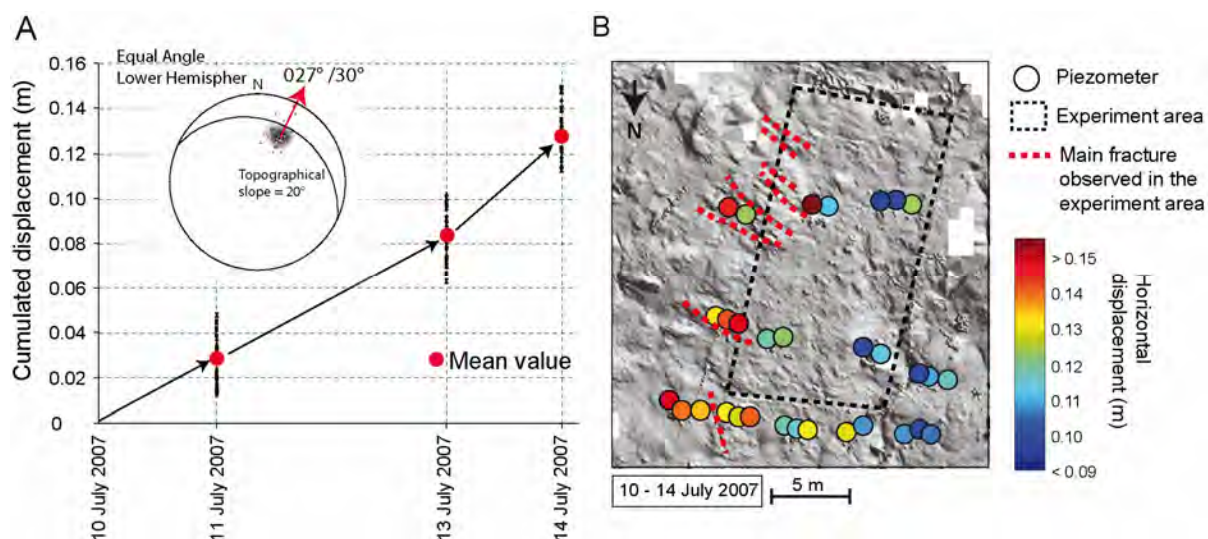 A
Equal Angle
Lower Hemispher
N
027° /30°
Topographical
slope = 20°
Cumulated displacement (m)
0.16
0.14
0.12
0.10
0.08
0.06
0.04
0.02
0
Mean value
10 July 2007
11 July 2007
13 July 2007
14 July 2007
B
N
10 - 14 July 2007
5 m
Piezometer
Experiment area
Main fracture
observed in the
experiment area
> 0.15
0.14
0.13
0.12
0.11
0.10
< 0.09
Horizontal
displacement (m)